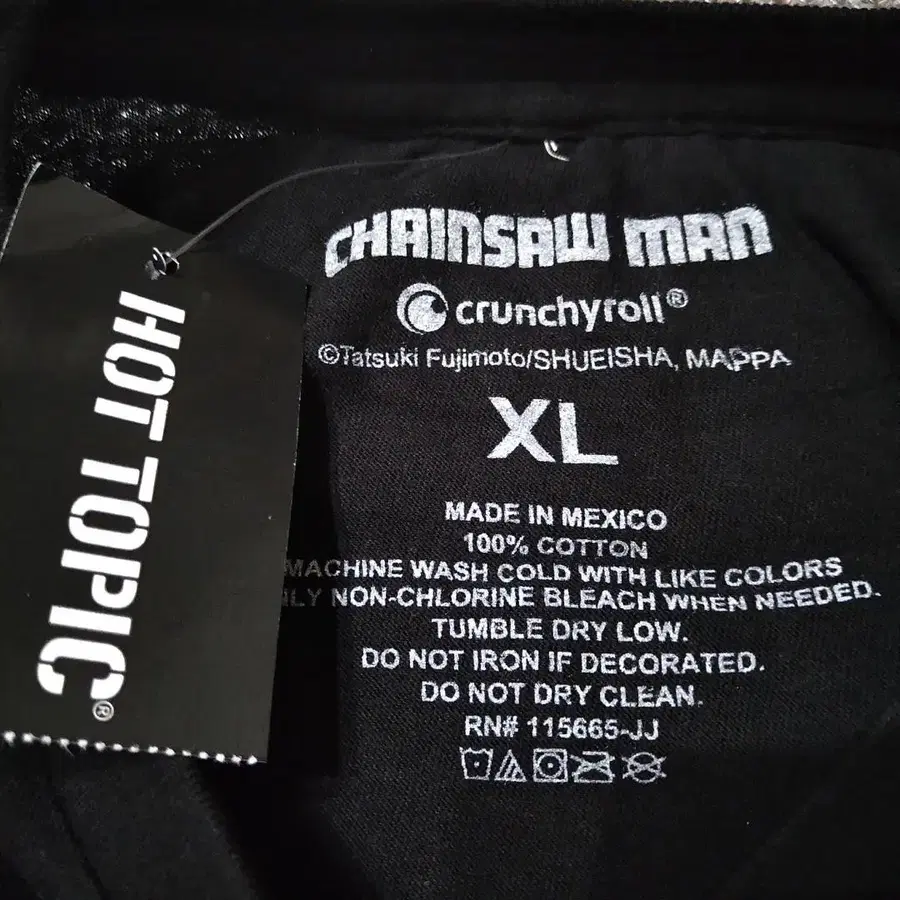 HOT TOPIC®
CHAINSAW MAN
crunchyroll®
©Tatsuki Fujimoto/SHUEISHA, MAPPA
XL
MADE IN MEXICO
100% COTTON
MACHINE WASH COLD WITH LIKE COLORS
NON-CHLORINE BLEACH WHEN NEEDED.
TUMBLE DRY LOW.
DO NOT IRON IF DECORATED.
DO NOT DRY CLEAN.
RN# 115665-JJ